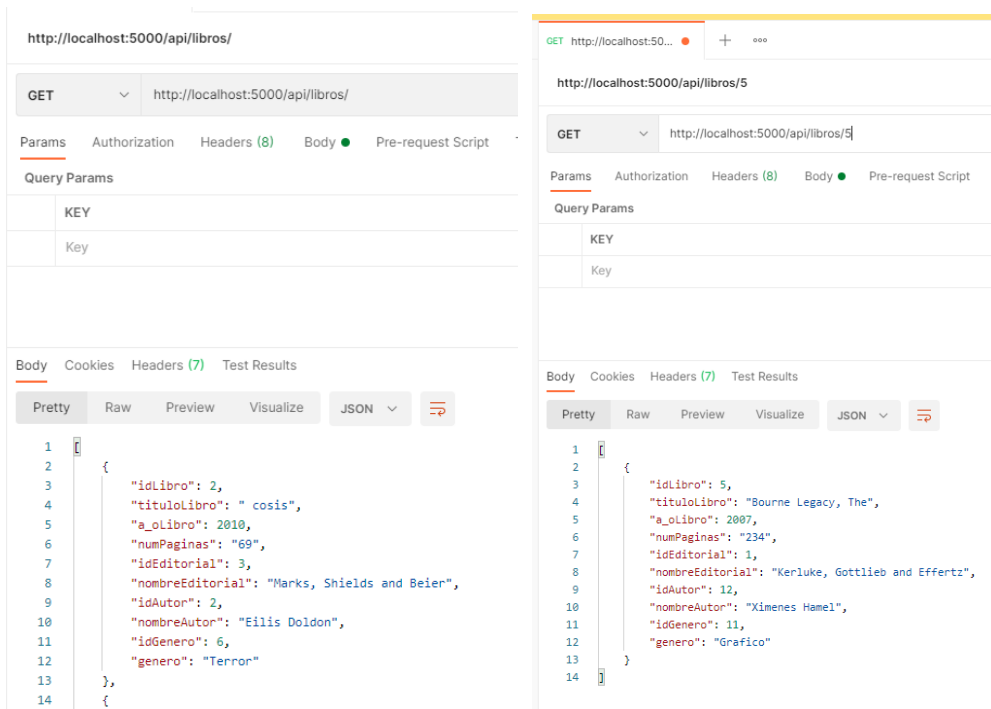 http://localhost:5000/api/libros/
GET http://localhost:5000/api/libros/
Params Authorization Headers (8) Body Pre-request Script
Query Params
KEY
Key
Body Cookies Headers (7) Test Results
Pretty Raw Preview Visualize JSON
1 [
2 {
3 "idLibro": 2,
4 "tituloLibro": " cosis",
5 "a_oLibro": 2010,
6 "numPaginas": "69",
7 "idEditorial": 3,
8 "nombreEditorial": "Marks, Shields and Beier",
9 "idAutor": 2,
10 "nombreAutor": "Eilis Doldon",
11 "idGenero": 6,
12 "genero": "Terror"
13 },
14 {
GET http://localhost:50... + ooo
http://localhost:5000/api/libros/5
GET http://localhost:5000/api/libros/5
Params Authorization Headers (8) Body Pre-request Script
Query Params
KEY
Key
Body Cookies Headers (7) Test Results
Pretty Raw Preview Visualize JSON
1 [
2 {
3 "idLibro": 5,
4 "tituloLibro": "Bourne Legacy, The",
5 "a_oLibro": 2007,
6 "numPaginas": "234",
7 "idEditorial": 1,
8 "nombreEditorial": "Kerluke, Gottlieb and Effertz",
9 "idAutor": 12,
10 "nombreAutor": "Ximenes Hamel",
11 "idGenero": 11,
12 "genero": "Grafico"
13 }
14 ]